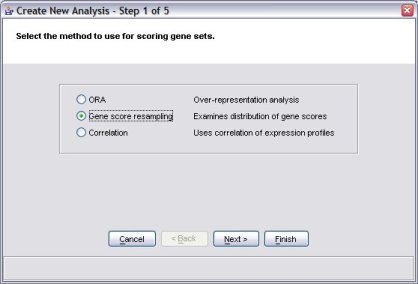 Create New Analysis - Step 1 of 5
Select the method to use for scoring gene sets.
ORA Over-representation analysis
Gene score resampling Examines distribution of gene scores
Correlation Uses correlation of expression profiles
Cancel < Back Next > Finish